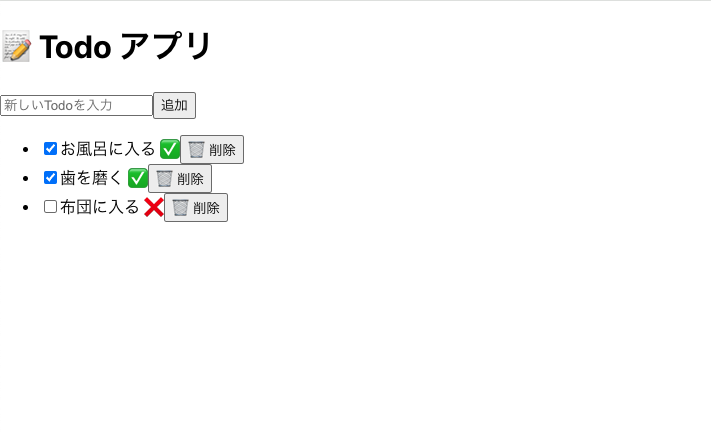 📝 Todo アプリ
新しいTodoを入力 追加
お風呂に入る ✅ 🗑️ 削除
歯を磨く ✅ 🗑️ 削除
布団に入る ❌ 🗑️ 削除